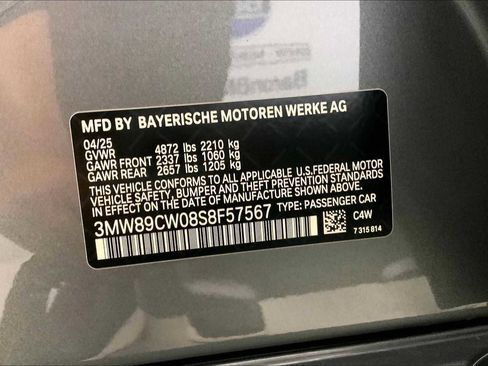 MFD BY BAYERISCHE MOTOREN WERKE AG
04/25
GVWR 4872 lbs 2210 kg
GAWR FRONT 2337 lbs 1060 kg
GAWR REAR 2657 lbs 1205 kg
THIS VEHICLE CONFORMS TO ALL APPLICABLE U.S. FEDERAL MOTOR
VEHICLE SAFETY, BUMPER AND THEFT PREVENTION STANDARDS
IN EFFECT ON THE DATE OF MANUFACTURE SHOWN ABOVE.
3MW89CW08S8F57567 TYPE: PASSENGER CAR
C4W
7 315 814